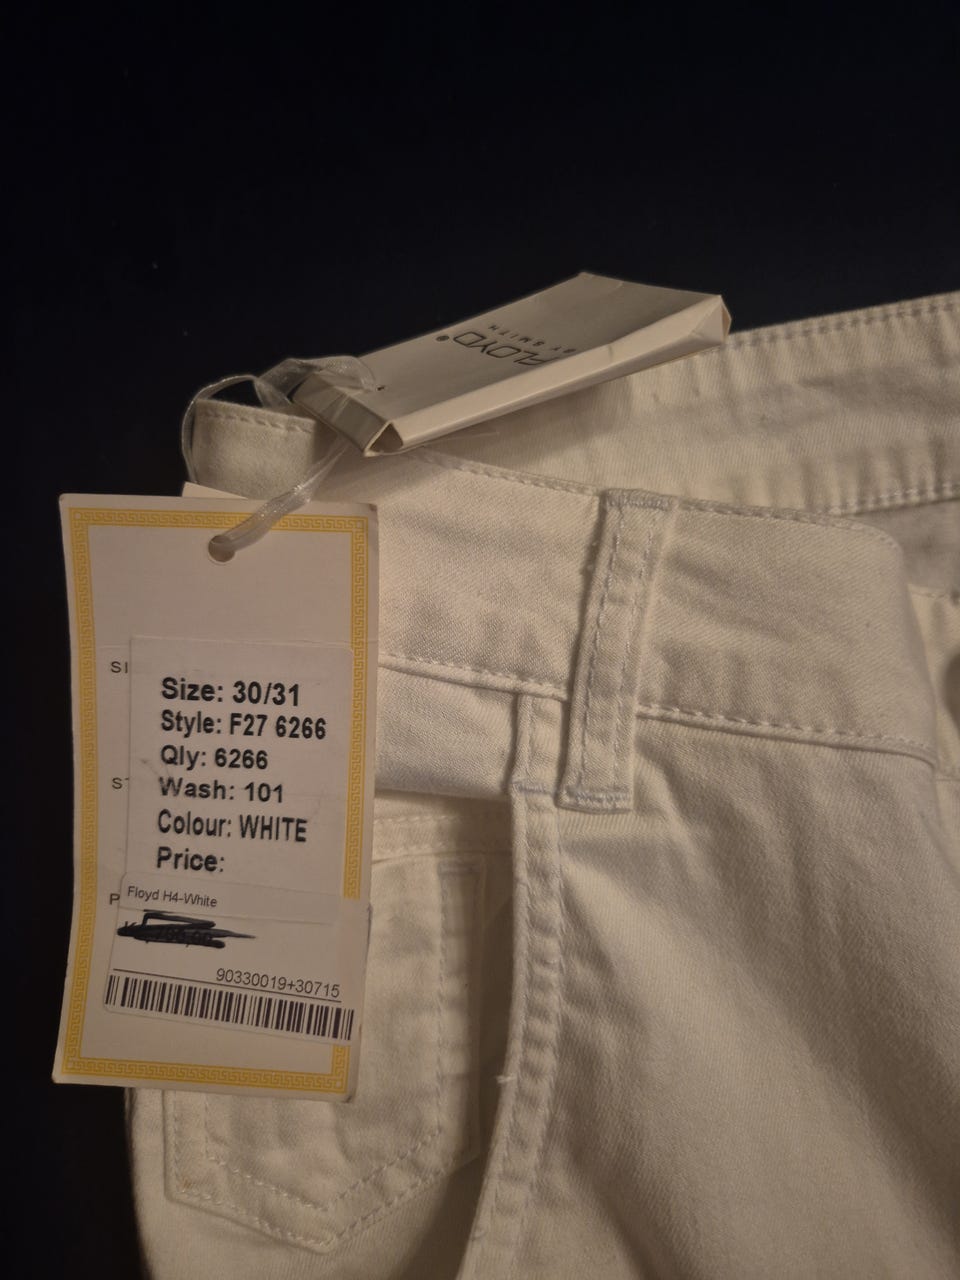 FLOYD®
BY SMITH
SI
Size: 30/31
Style: F27 6266
Qly: 6266
Wash: 101
Colour: WHITE
Price:
Floyd H4-White
90330019+30715